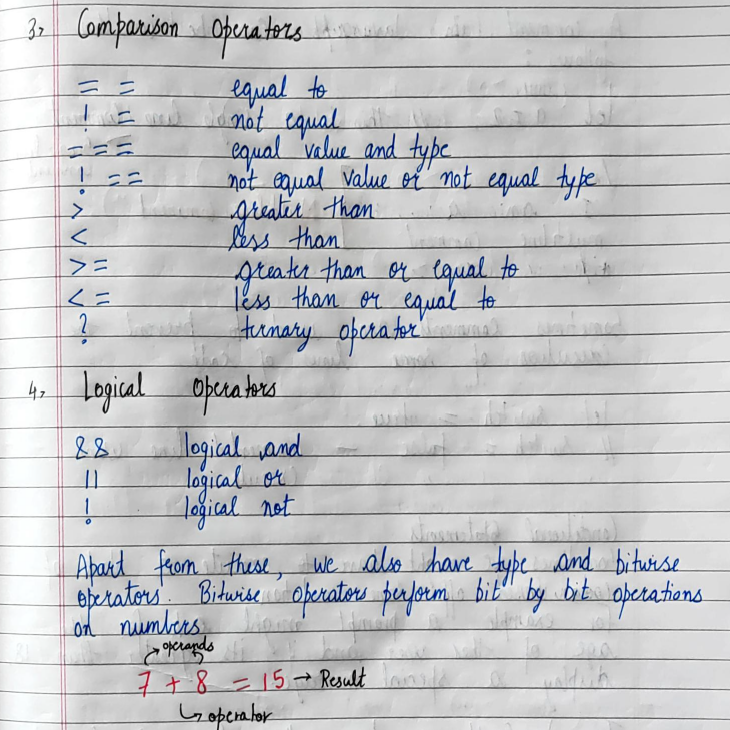 3, Comparison Operators
= = equal to
! = not equal
= = = equal value and type
! = = not equal value or not equal type
> greater than
< less than
> = greater than or equal to
< = less than or equal to
? ternary operator
4, Logical Operators
&& logical and
|| logical or
! logical not
Apart from these, we also have type and bitwise
operators. Bitwise operators perform bit by bit operations
on numbers
operands
7 + 8 = 15 → Result
operator